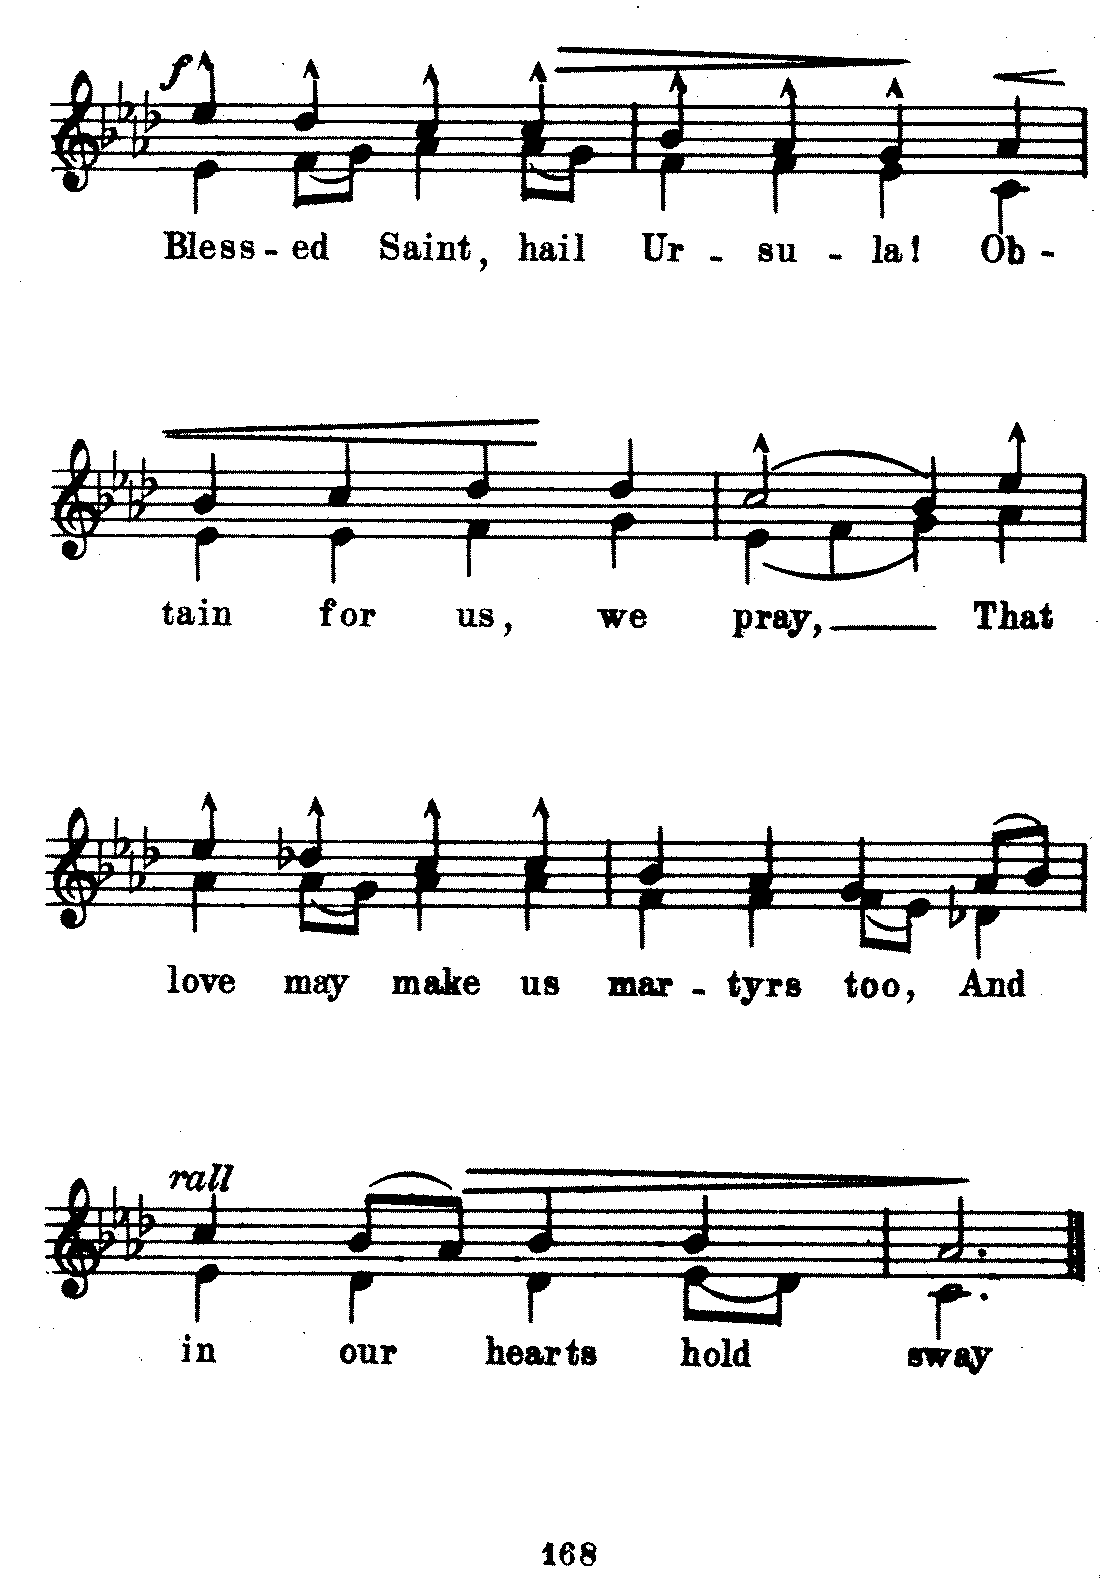 f
Bless-ed Saint, hail Ur-su-la! Ob-
tain for us, we pray, That
love may make us mar-tyrs too, And
rall
in our hearts hold sway
168